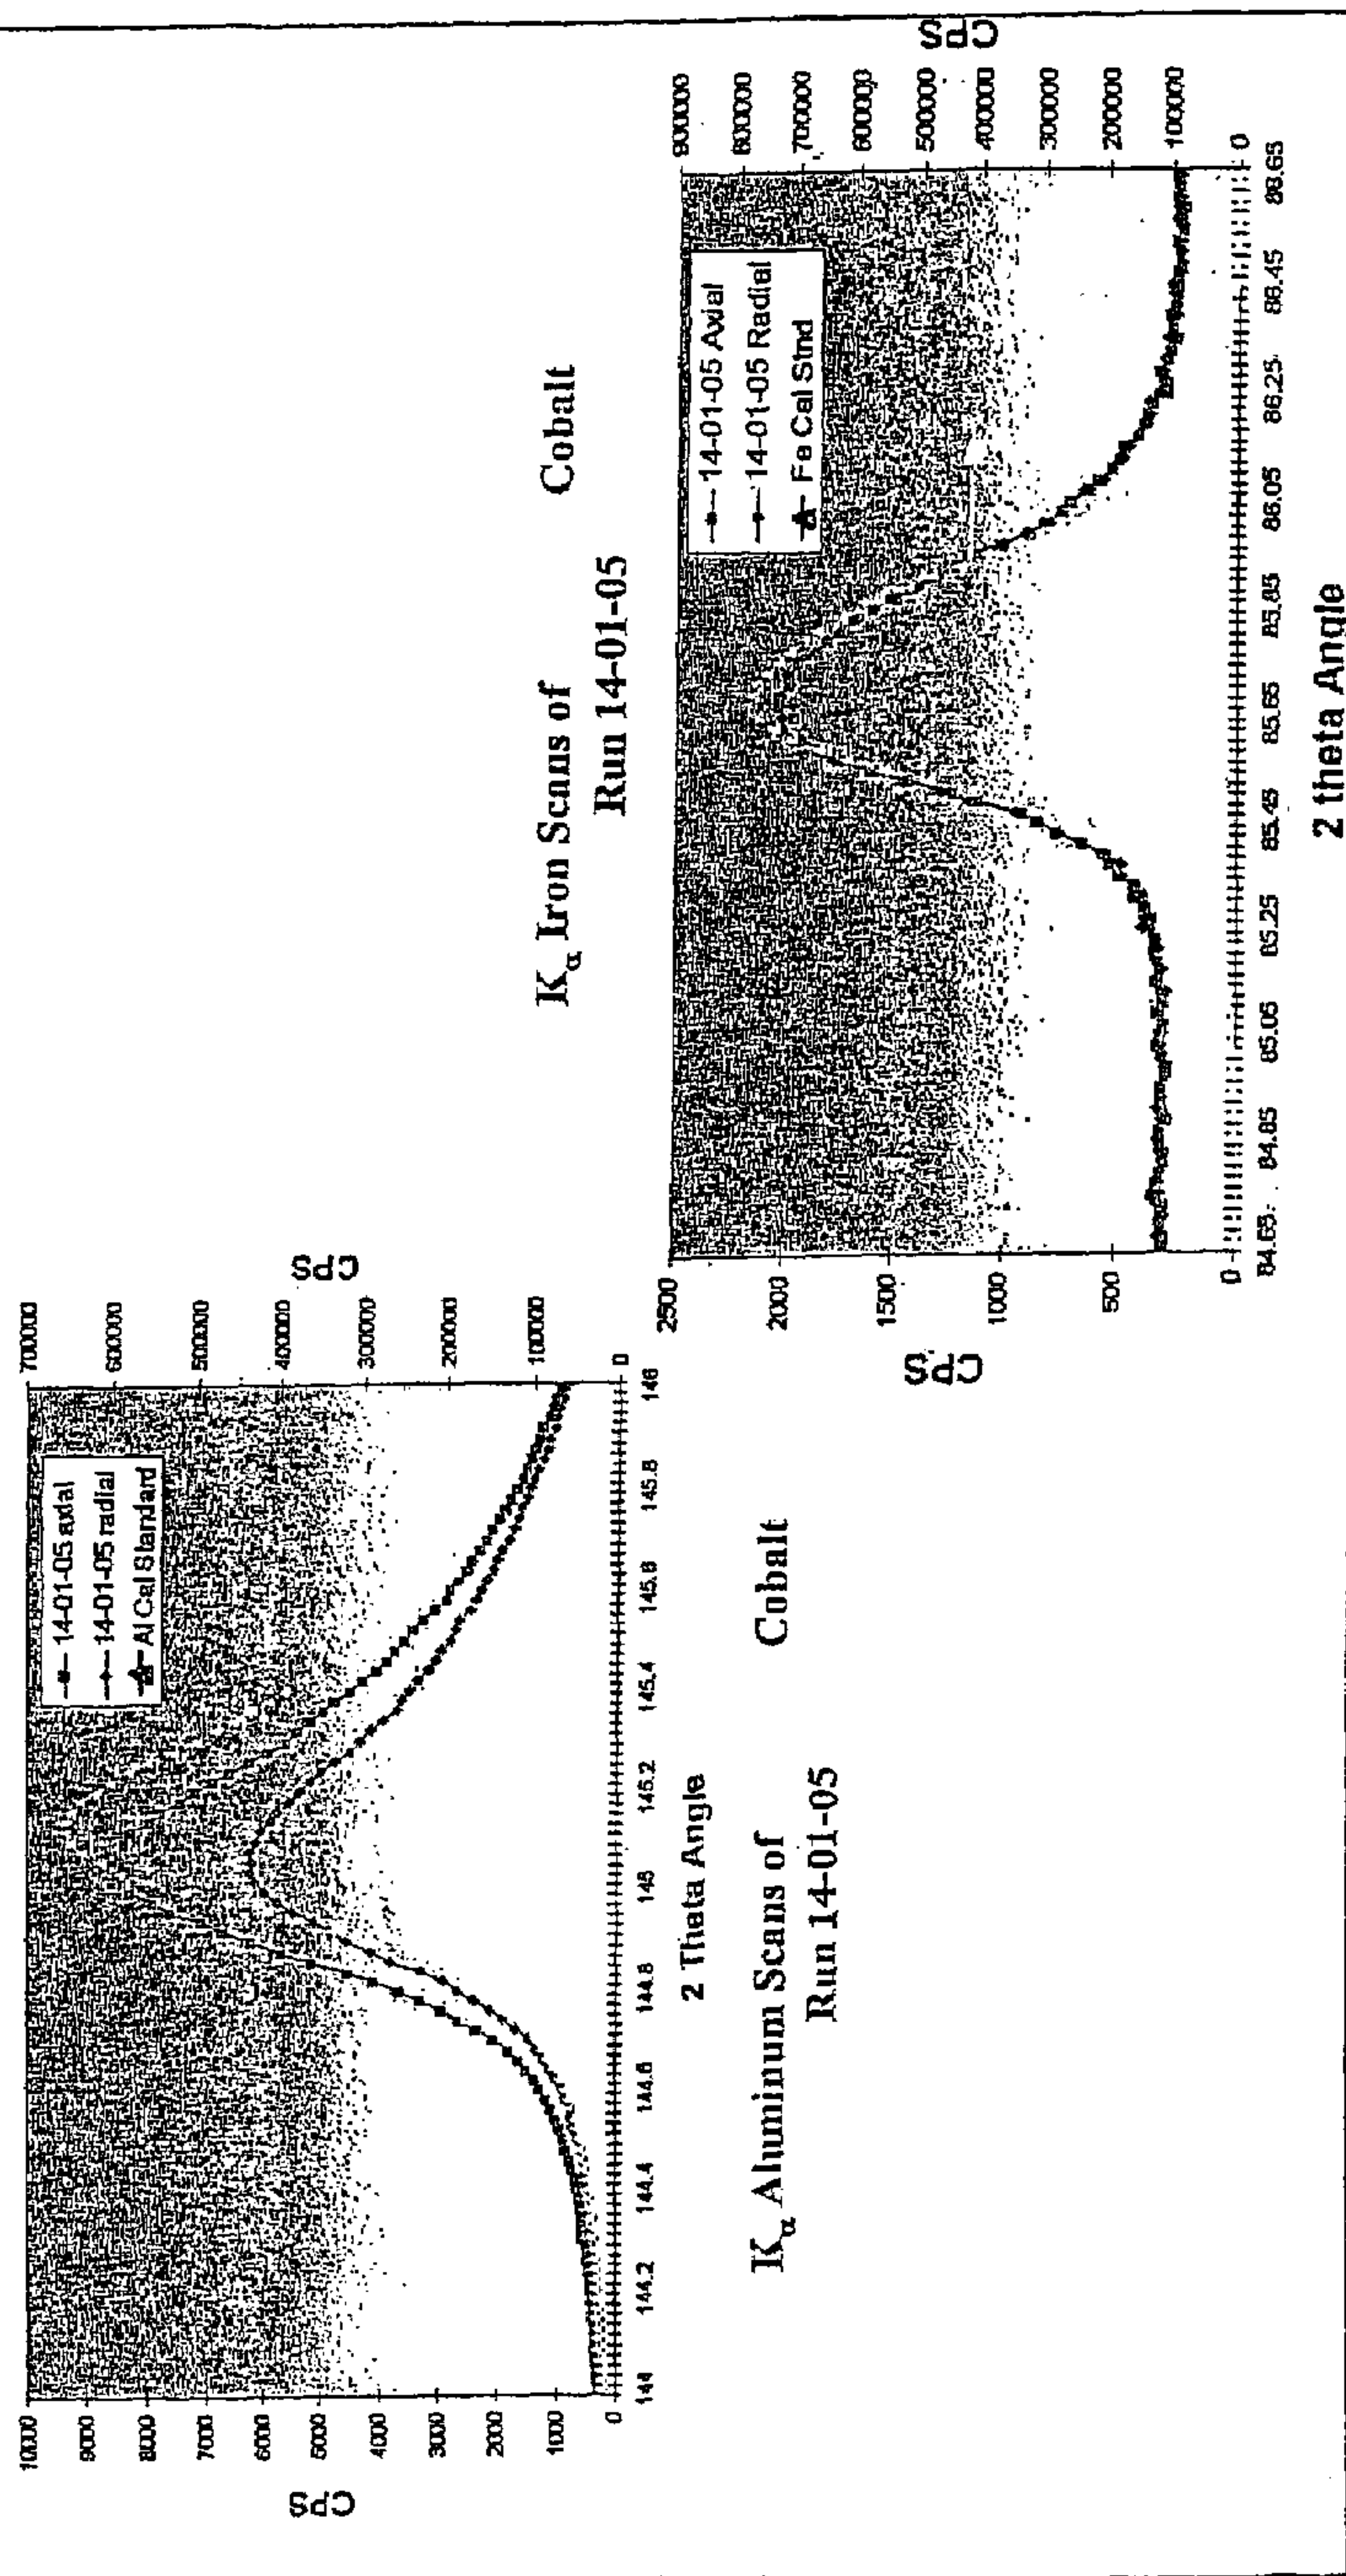 10000
9000
8000
7000
6000
5000
4000
3000
2000
1000
0
CPS
700000
600000
500000
400000
300000
200000
100000
0
CPS
14-01-05 axial
14-01-05 radial
Al Cal Standard
144 144.2 144.4 144.6 144.8 145 145.2 145.4 145.6 145.8 146
2 Theta Angle
Kα Aluminum Scans of Cobalt
Run 14-01-05
Kα Iron Scans of Cobalt
Run 14-01-05
2500
2000
1500
1000
500
0
CPS
900000
800000
700000
600000
500000
400000
300000
200000
100000
0
CPS
14-01-05 Axial
14-01-05 Radial
Fe Cal Stnd
84.65 84.85 85.05 85.25 85.45 85.65 85.85 86.05 86.25 86.45 86.65
2 theta Angle